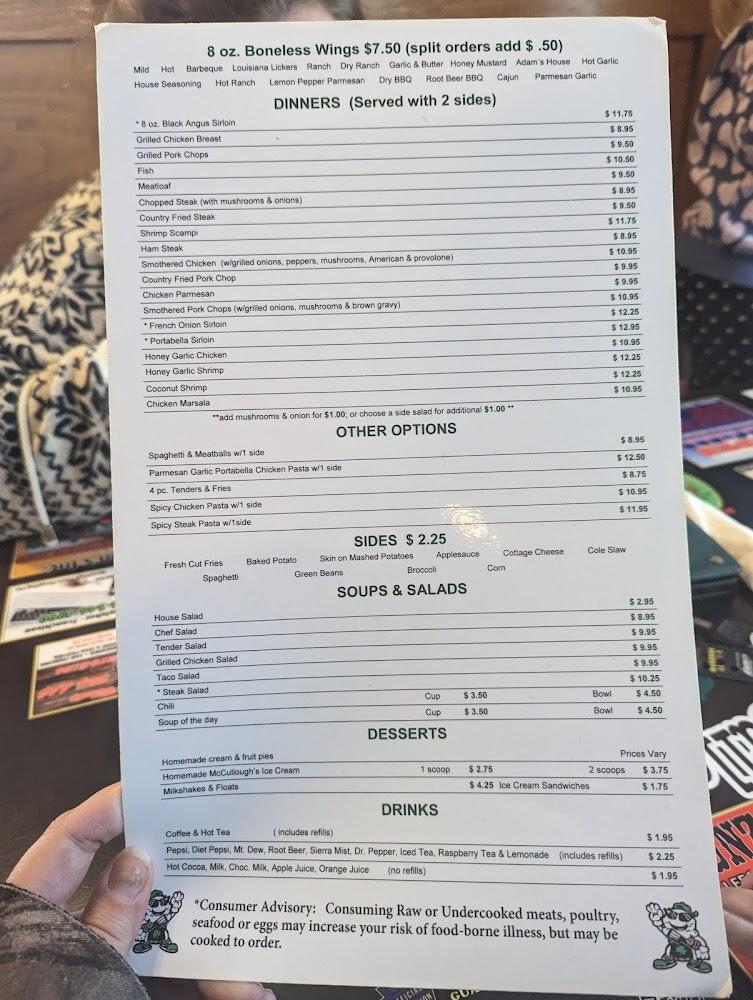 8 oz. Boneless Wings $7.50 (split orders add $ .50)
Mild Hot Barbeque Louisiana Lickers Ranch Dry Ranch Garlic & Butter Honey Mustard Adam's House Hot Garlic
House Seasoning Hot Ranch Lemon Pepper Parmesan Dry BBQ Root Beer BBQ Cajun Parmesan Garlic
DINNERS (Served with 2 sides)
* 8 oz. Black Angus Sirloin $ 11.75
Grilled Chicken Breast $ 8.95
Grilled Pork Chops $ 9.50
Fish $ 10.50
Meatloaf $ 9.50
Chopped Steak (with mushrooms & onions) $ 8.95
Country Fried Steak $ 9.50
Shrimp Scampi $ 11.75
Ham Steak $ 8.95
Smothered Chicken (w/grilled onions, peppers, mushrooms, American & provolone) $ 10.95
Country Fried Pork Chop $ 9.95
Chicken Parmesan $ 9.95
Smothered Pork Chops (w/grilled onions, mushrooms & brown gravy) $ 10.95
* French Onion Sirloin $ 12.25
* Portabella Sirloin $ 12.95
Honey Garlic Chicken $ 10.95
Honey Garlic Shrimp $ 12.25
Coconut Shrimp $ 12.25
Chicken Marsala $ 10.95
**add mushrooms & onion for $1.00; or choose a side salad for additional $1.00 **
OTHER OPTIONS
Spaghetti & Meatballs w/1 side $ 8.95
Parmesan Garlic Portabella Chicken Pasta w/1 side $ 12.50
4 pc. Tenders & Fries $ 8.75
Spicy Chicken Pasta w/1 side $ 10.95
Spicy Steak Pasta w/1side $ 11.95
SIDES $ 2.25
Fresh Cut Fries Baked Potato Skin on Mashed Potatoes Applesauce Cottage Cheese Cole Slaw
Spaghetti Green Beans Broccoli Corn
SOUPS & SALADS
House Salad $ 2.95
Chef Salad $ 8.95
Tender Salad $ 9.95
Grilled Chicken Salad $ 9.95
Taco Salad $ 9.95
* Steak Salad $ 10.25
Chili Cup $ 3.50 Bowl $ 4.50
Soup of the day Cup $ 3.50 Bowl $ 4.50
DESSERTS
Homemade cream & fruit pies Prices Vary
Homemade McCullough's Ice Cream 1 scoop $ 2.75 2 scoops $ 3.75
Milkshakes & Floats $ 4.25 Ice Cream Sandwiches $ 1.75
DRINKS
Coffee & Hot Tea (includes refills) $ 1.95
Pepsi, Diet Pepsi, Mt. Dew, Root Beer, Sierra Mist, Dr. Pepper, Iced Tea, Raspberry Tea & Lemonade (includes refills) $ 2.25
Hot Cocoa, Milk, Choc. Milk, Apple Juice, Orange Juice (no refills) $ 1.95
*Consumer Advisory: Consuming Raw or Undercooked meats, poultry,
seafood or eggs may increase your risk of food-borne illness, but may be
cooked to order.